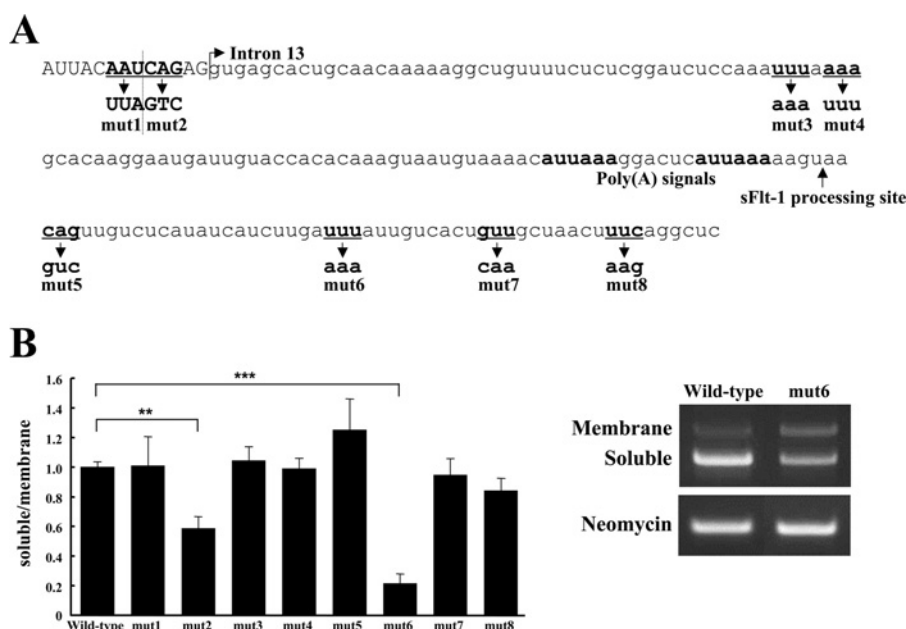 A
Intron 13
AUUACAAUCAGAGgugagcacugcaacaaaaaggcuguuuucucucggaucuccaaauuuaaaa
UUAGTC aaa uuu
mut1 mut2 mut3 mut4
gcacaaggaaugauuguaccacacaaaguaauguaaaacauuaaaggacucauuaaaaaguaa
Poly(A) signals
sFlt-1 processing site
caguugucucauaucaucuugauuuauugucacuguugcuaacuuucaggcuc
guc aaa caa aag
mut5 mut6 mut7 mut8
B
soluble/membrane
1.6
1.4
1.2
1.0
0.8
0.6
0.4
0.2
0
***
**
Wild-type mut1 mut2 mut3 mut4 mut5 mut6 mut7 mut8
Wild-type mut6
Membrane
Soluble
Neomycin